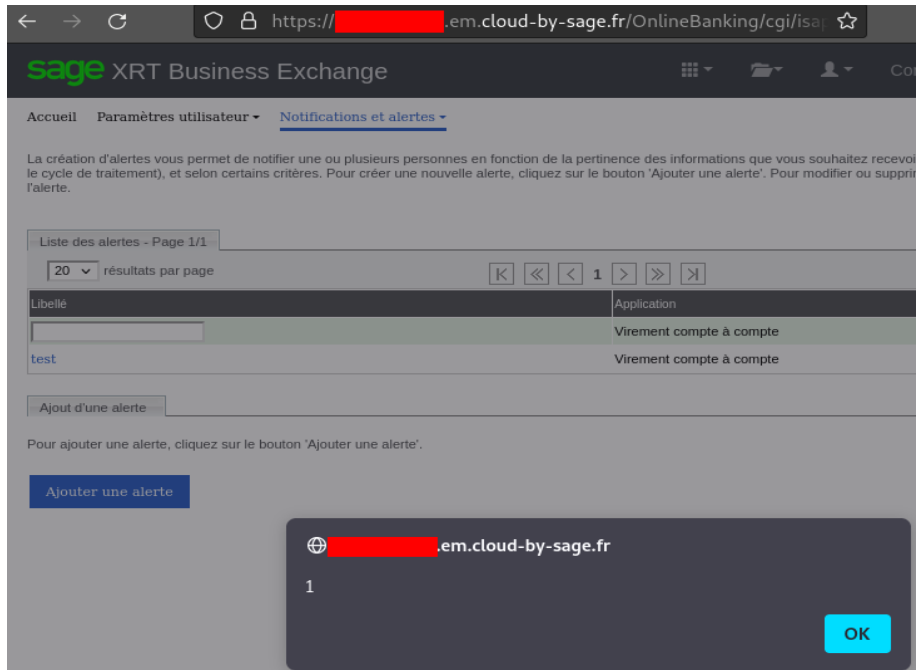 https://
.em.cloud-by-sage.fr/OnlineBanking/cgi/isap
sage XRT Business Exchange
Accueil Paramètres utilisateur Notifications et alertes
La création d'alertes vous permet de notifier une ou plusieurs personnes en fonction de la pertinence des informations que vous souhaitez
le cycle de traitement), et selon certains critères. Pour créer une nouvelle alerte, cliquez sur le bouton 'Ajouter une alerte'. Pour modifier ou
l'alerte.
Liste des alertes - Page 1/1
20 résultats par page 1
Libellé Application
Virement compte à compte
test Virement compte à compte
Ajout d'une alerte
Pour ajouter une alerte, cliquez sur le bouton 'Ajouter une alerte'.
Ajouter une alerte
.em.cloud-by-sage.fr
1
OK